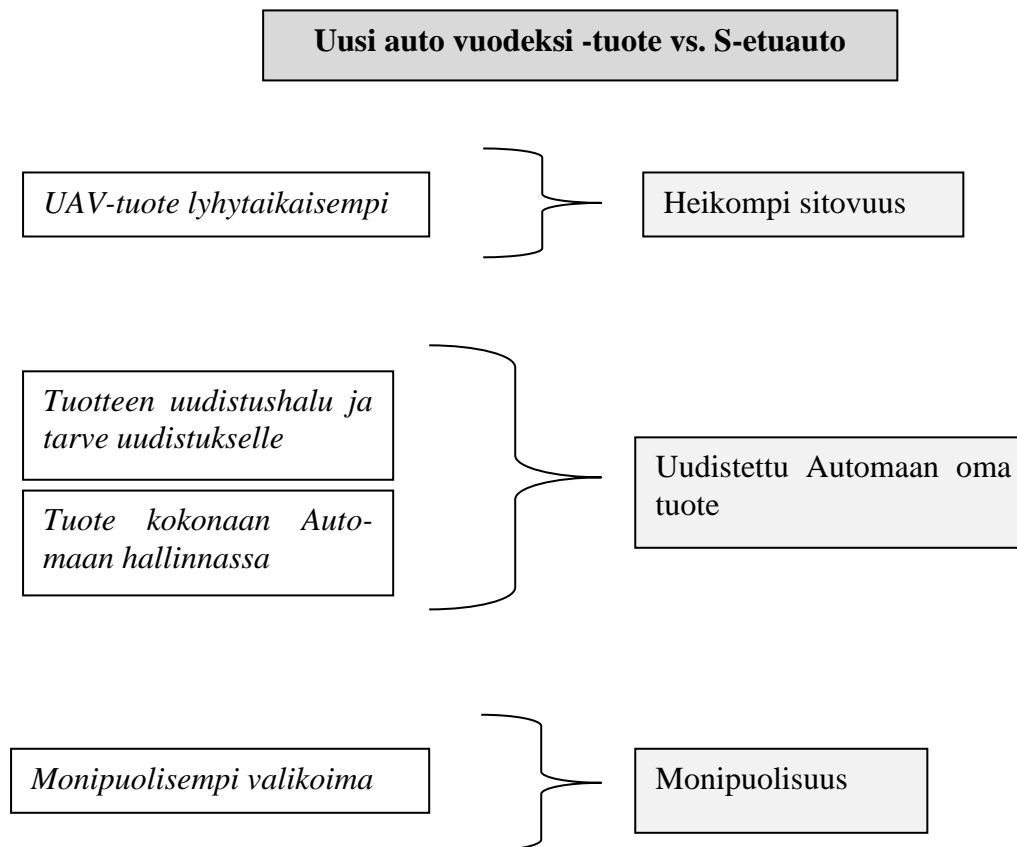 Uusi auto vuodeksi -tuote vs. S-etuauto
UAV-tuote lyhytaikaisempi
Heikompi sitovuus
Tuotteen uudistushalu ja
tarve uudistukselle
Tuote kokonaan Auto-
maan hallinnassa
Uudistettu Automaan oma
tuote
Monipuolisempi valikoima
Monipuolisuus